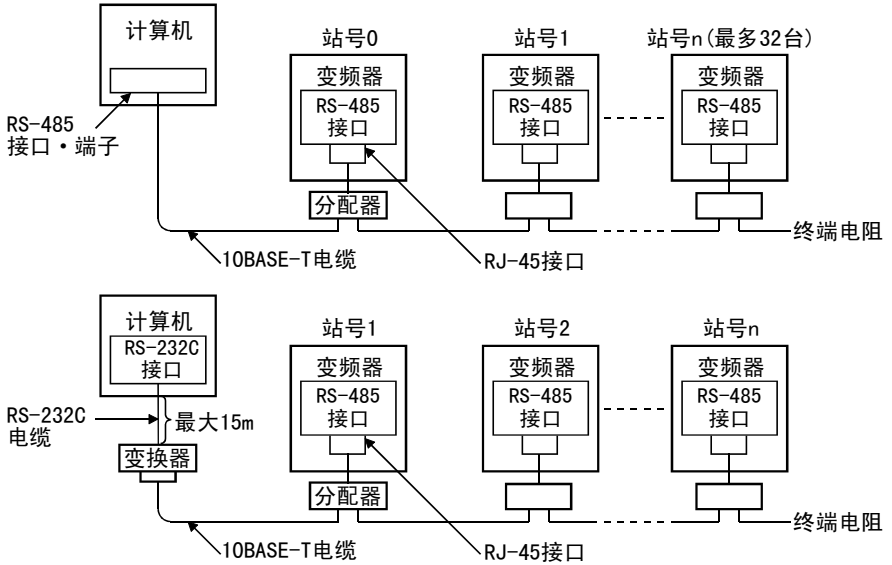 计算机
RS-485
接口・端子
站号0
变频器
RS-485
接口
分配器
站号1
变频器
RS-485
接口
站号n(最多32台)
变频器
RS-485
接口
终端电阻
10BASE-T电缆
RJ-45接口
计算机
RS-232C
接口
RS-232C
电缆
最大15m
变换器
站号1
变频器
RS-485
接口
分配器
站号2
变频器
RS-485
接口
站号n
变频器
RS-485
接口
终端电阻
10BASE-T电缆
RJ-45接口